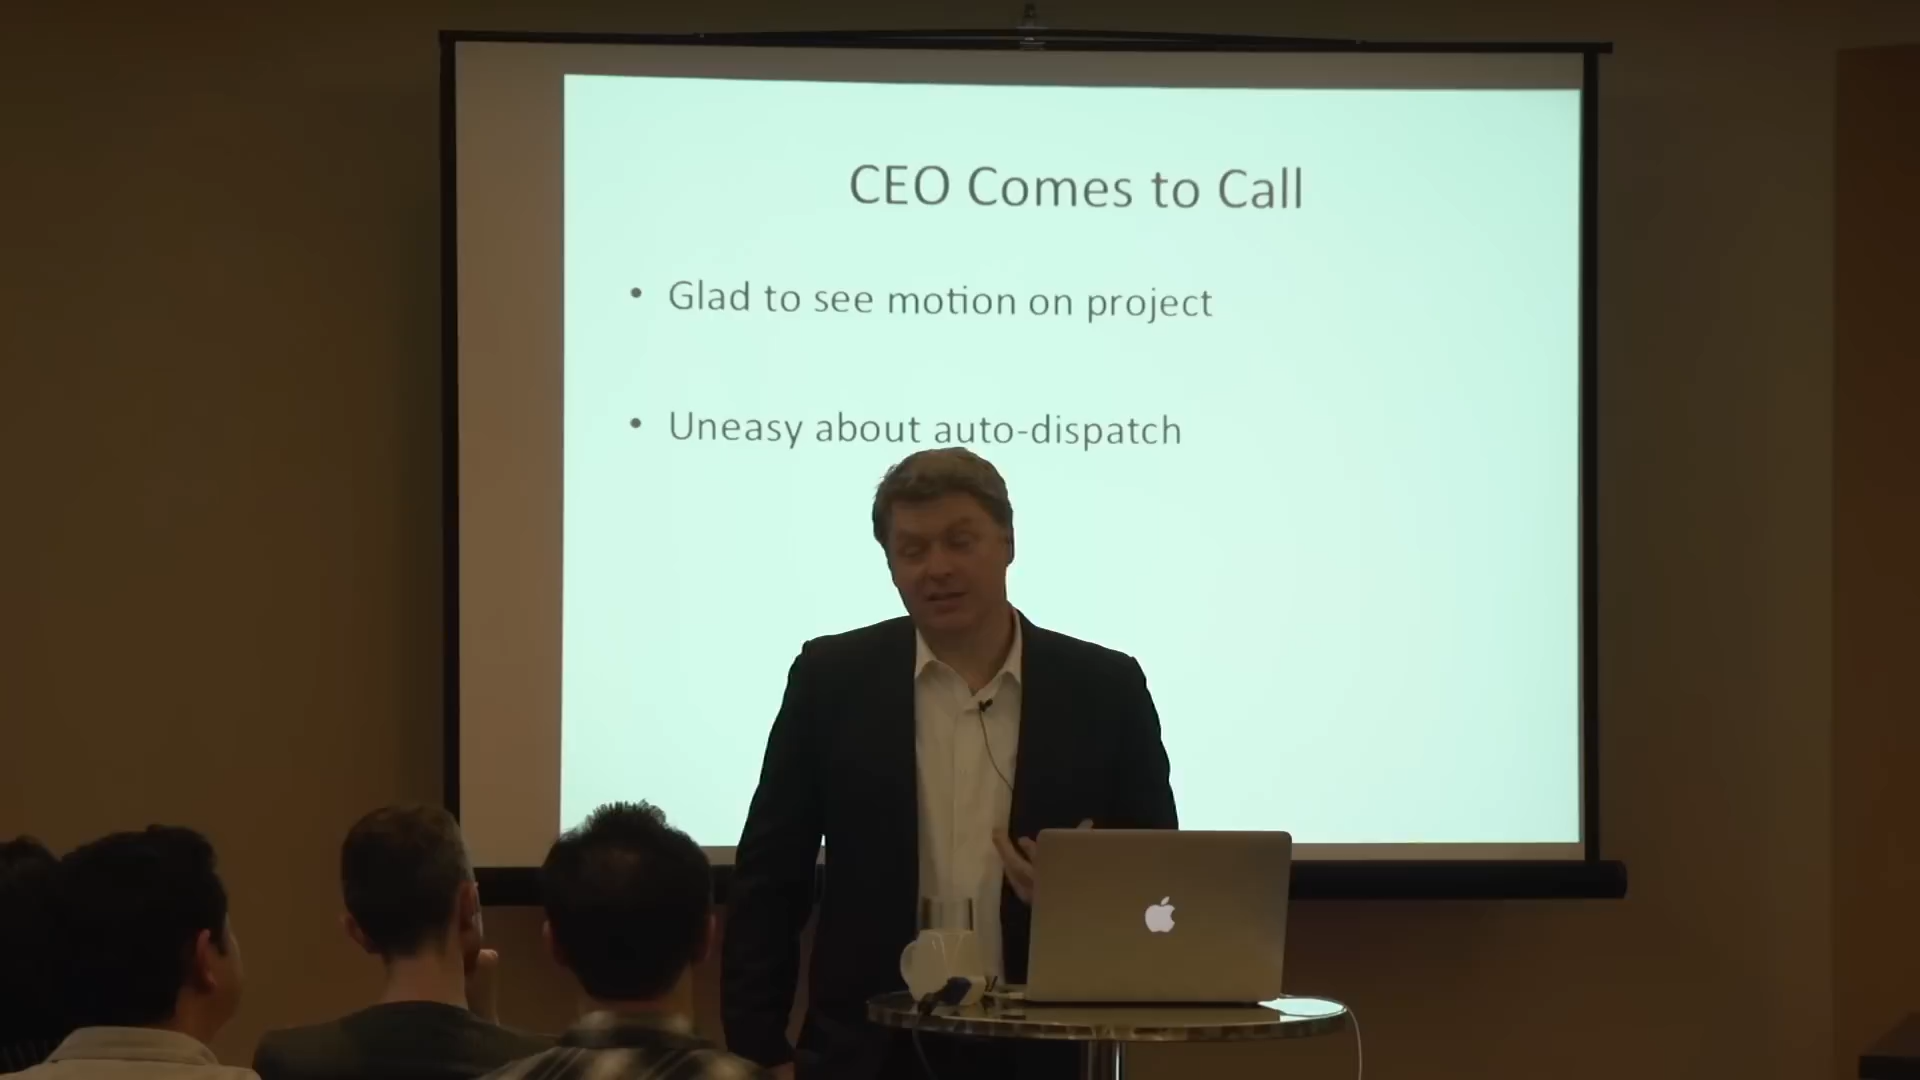 CEO Comes to Call
• Glad to see motion on project
• Uneasy about auto-dispatch